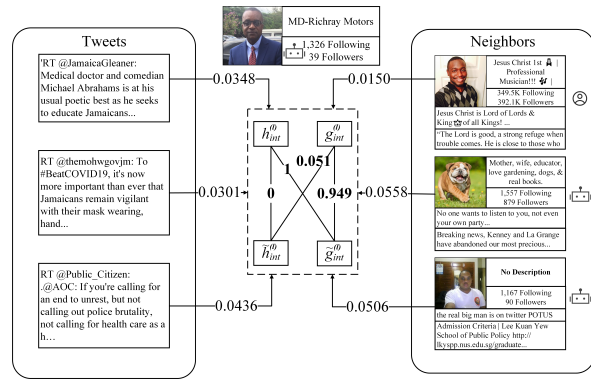 Tweets
'RT @JamaicaGleaner:
Medical doctor and comedian
Michael Abrahams is at his
usual poetic best as he seeks
to educate Jamaicans...
RT @themohwgovjm: To
#BeatCOVID19, it's now
more important than ever that
Jamaicans remain vigilant
with their mask wearing,
hand...
RT @Public_Citizen:
.@AOC: If you're calling for
an end to unrest, but not
calling out police brutality,
not calling for health care as a
h…
MD-Richray Motors
1,326 Following
39 Followers
0.0348
0.0150
0.0301
0.0558
0.0436
0.0506
h_int^(l)
g_int^(l)
1
0.051
0
0.949
h̃_int^(l)
g̃_int^(l)
Neighbors
Jesus Christ 1st |
Professional
Musician!!! |
349.5K Following
392.1K Followers
Jesus Christ is Lord of Lords &
King of all Kings! ...
"The Lord is good, a strong refuge when
trouble comes. He is close to those who
Mother, wife, educator,
love gardening, dogs, &
real books.
1,557 Following
879 Followers
No one wants to listen to you, not even
your own party...
Breaking news, Kenney and La Grange
have abandoned our most precious...
No Description
1,167 Following
90 Followers
the real big man is on twitter POTUS
Admission Criteria | Lee Kuan Yew
School of Public Policy http://
lkyspp.nus.edu.sg/graduate...